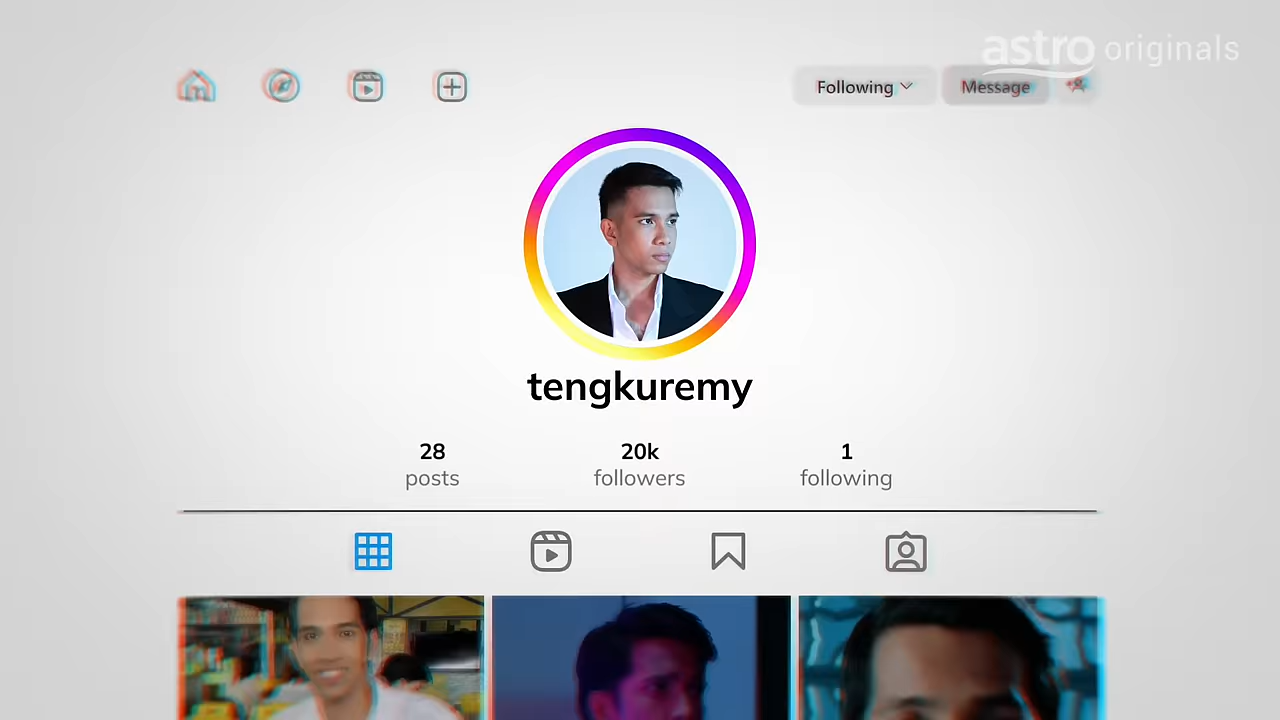 astro originals
Following
Message
tengkuremy
28
posts
20k
followers
1
following